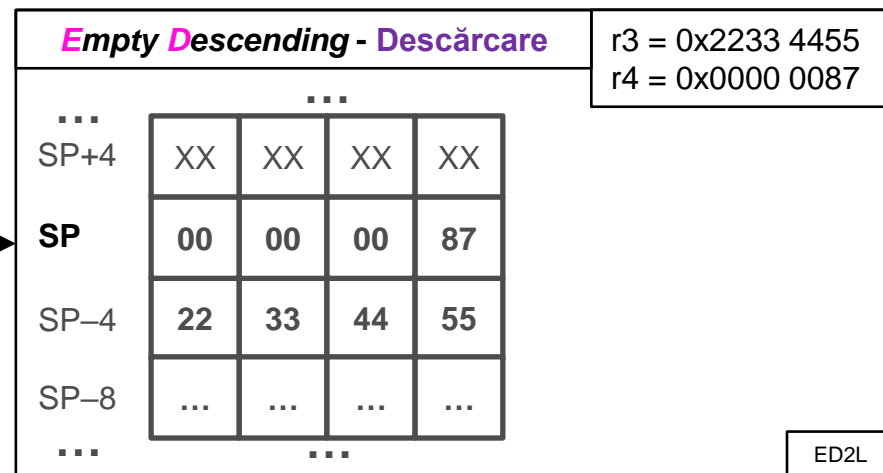 Empty Descending - Descărcare
r3 = 0x2233 4455
r4 = 0x0000 0087
... ...
SP+4 XX XX XX XX
SP 00 00 00 87
SP–4 22 33 44 55
SP–8 ... ... ... ...
... ...
ED2L